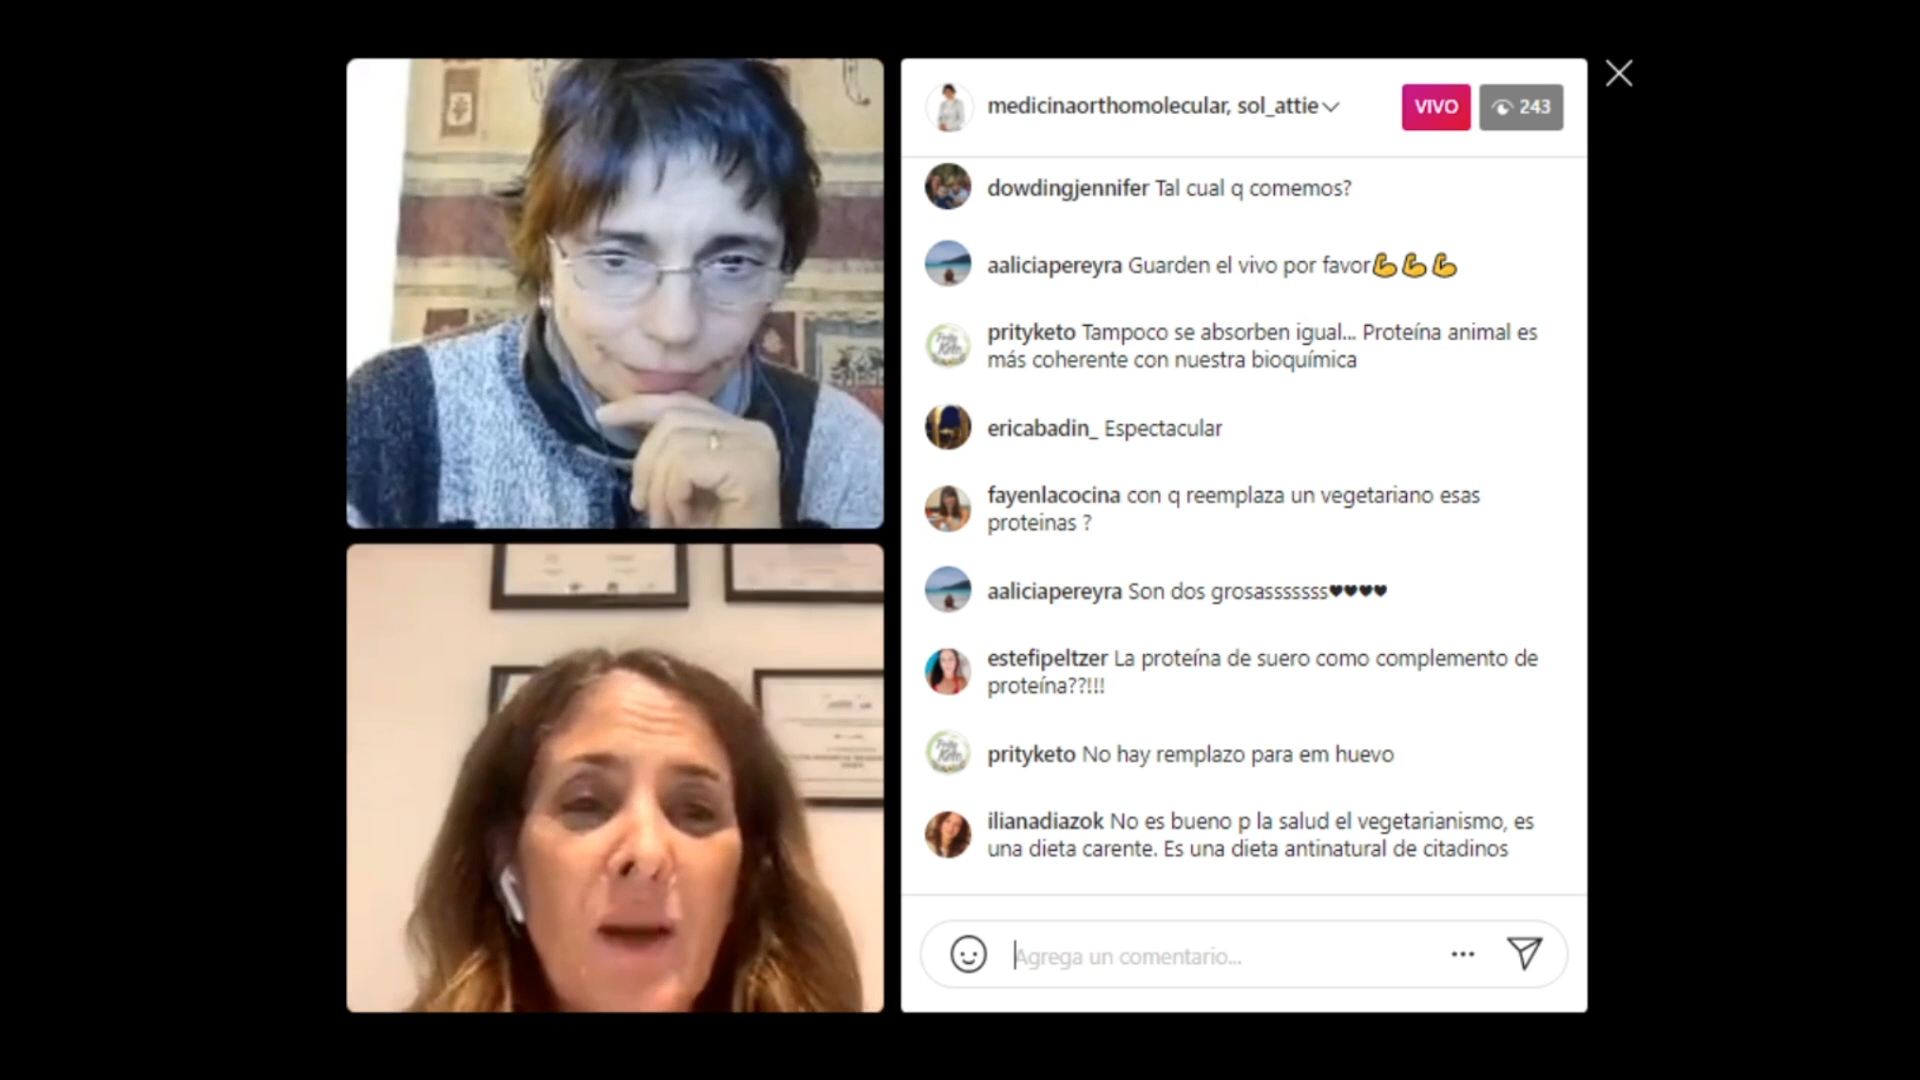 medicinaorthomolecular, sol_attie
VIVO
243
dowdingjennifer Tal cual q comemos?
aaliciapereyra Guarden el vivo por favor💪💪💪
prityketo Tampoco se absorben igual... Proteína animal es
más coherente con nuestra bioquímica
ericabadin_ Espectacular
fayenlacocina con q reemplaza un vegetariano esas
proteinas ?
aaliciapereyra Son dos grosasssssss♥♥♥♥
estefipeltzer La proteína de suero como complemento de
proteína??!!!
prityketo No hay remplazo para em huevo
ilianadiazok No es bueno p la salud el vegetarianismo, es
una dieta carente. Es una dieta antinatural de citadinos
Agrega un comentario...